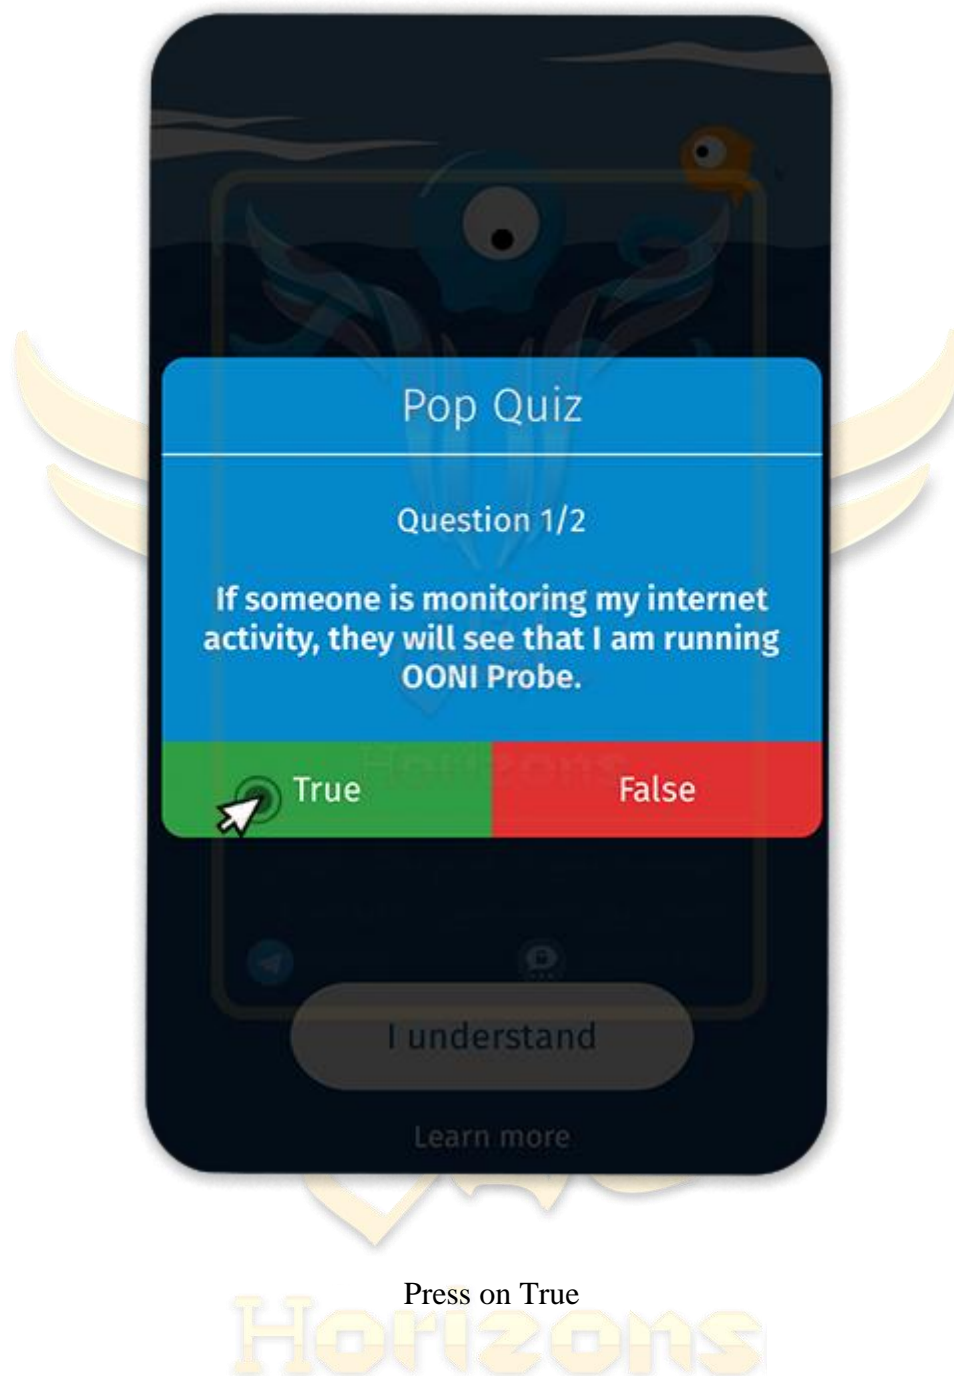 Pop Quiz
Question 1/2
If someone is monitoring my internet
activity, they will see that I am running
OONI Probe.
Horizons
True
False
I understand
Learn more
Press on True
Horizons